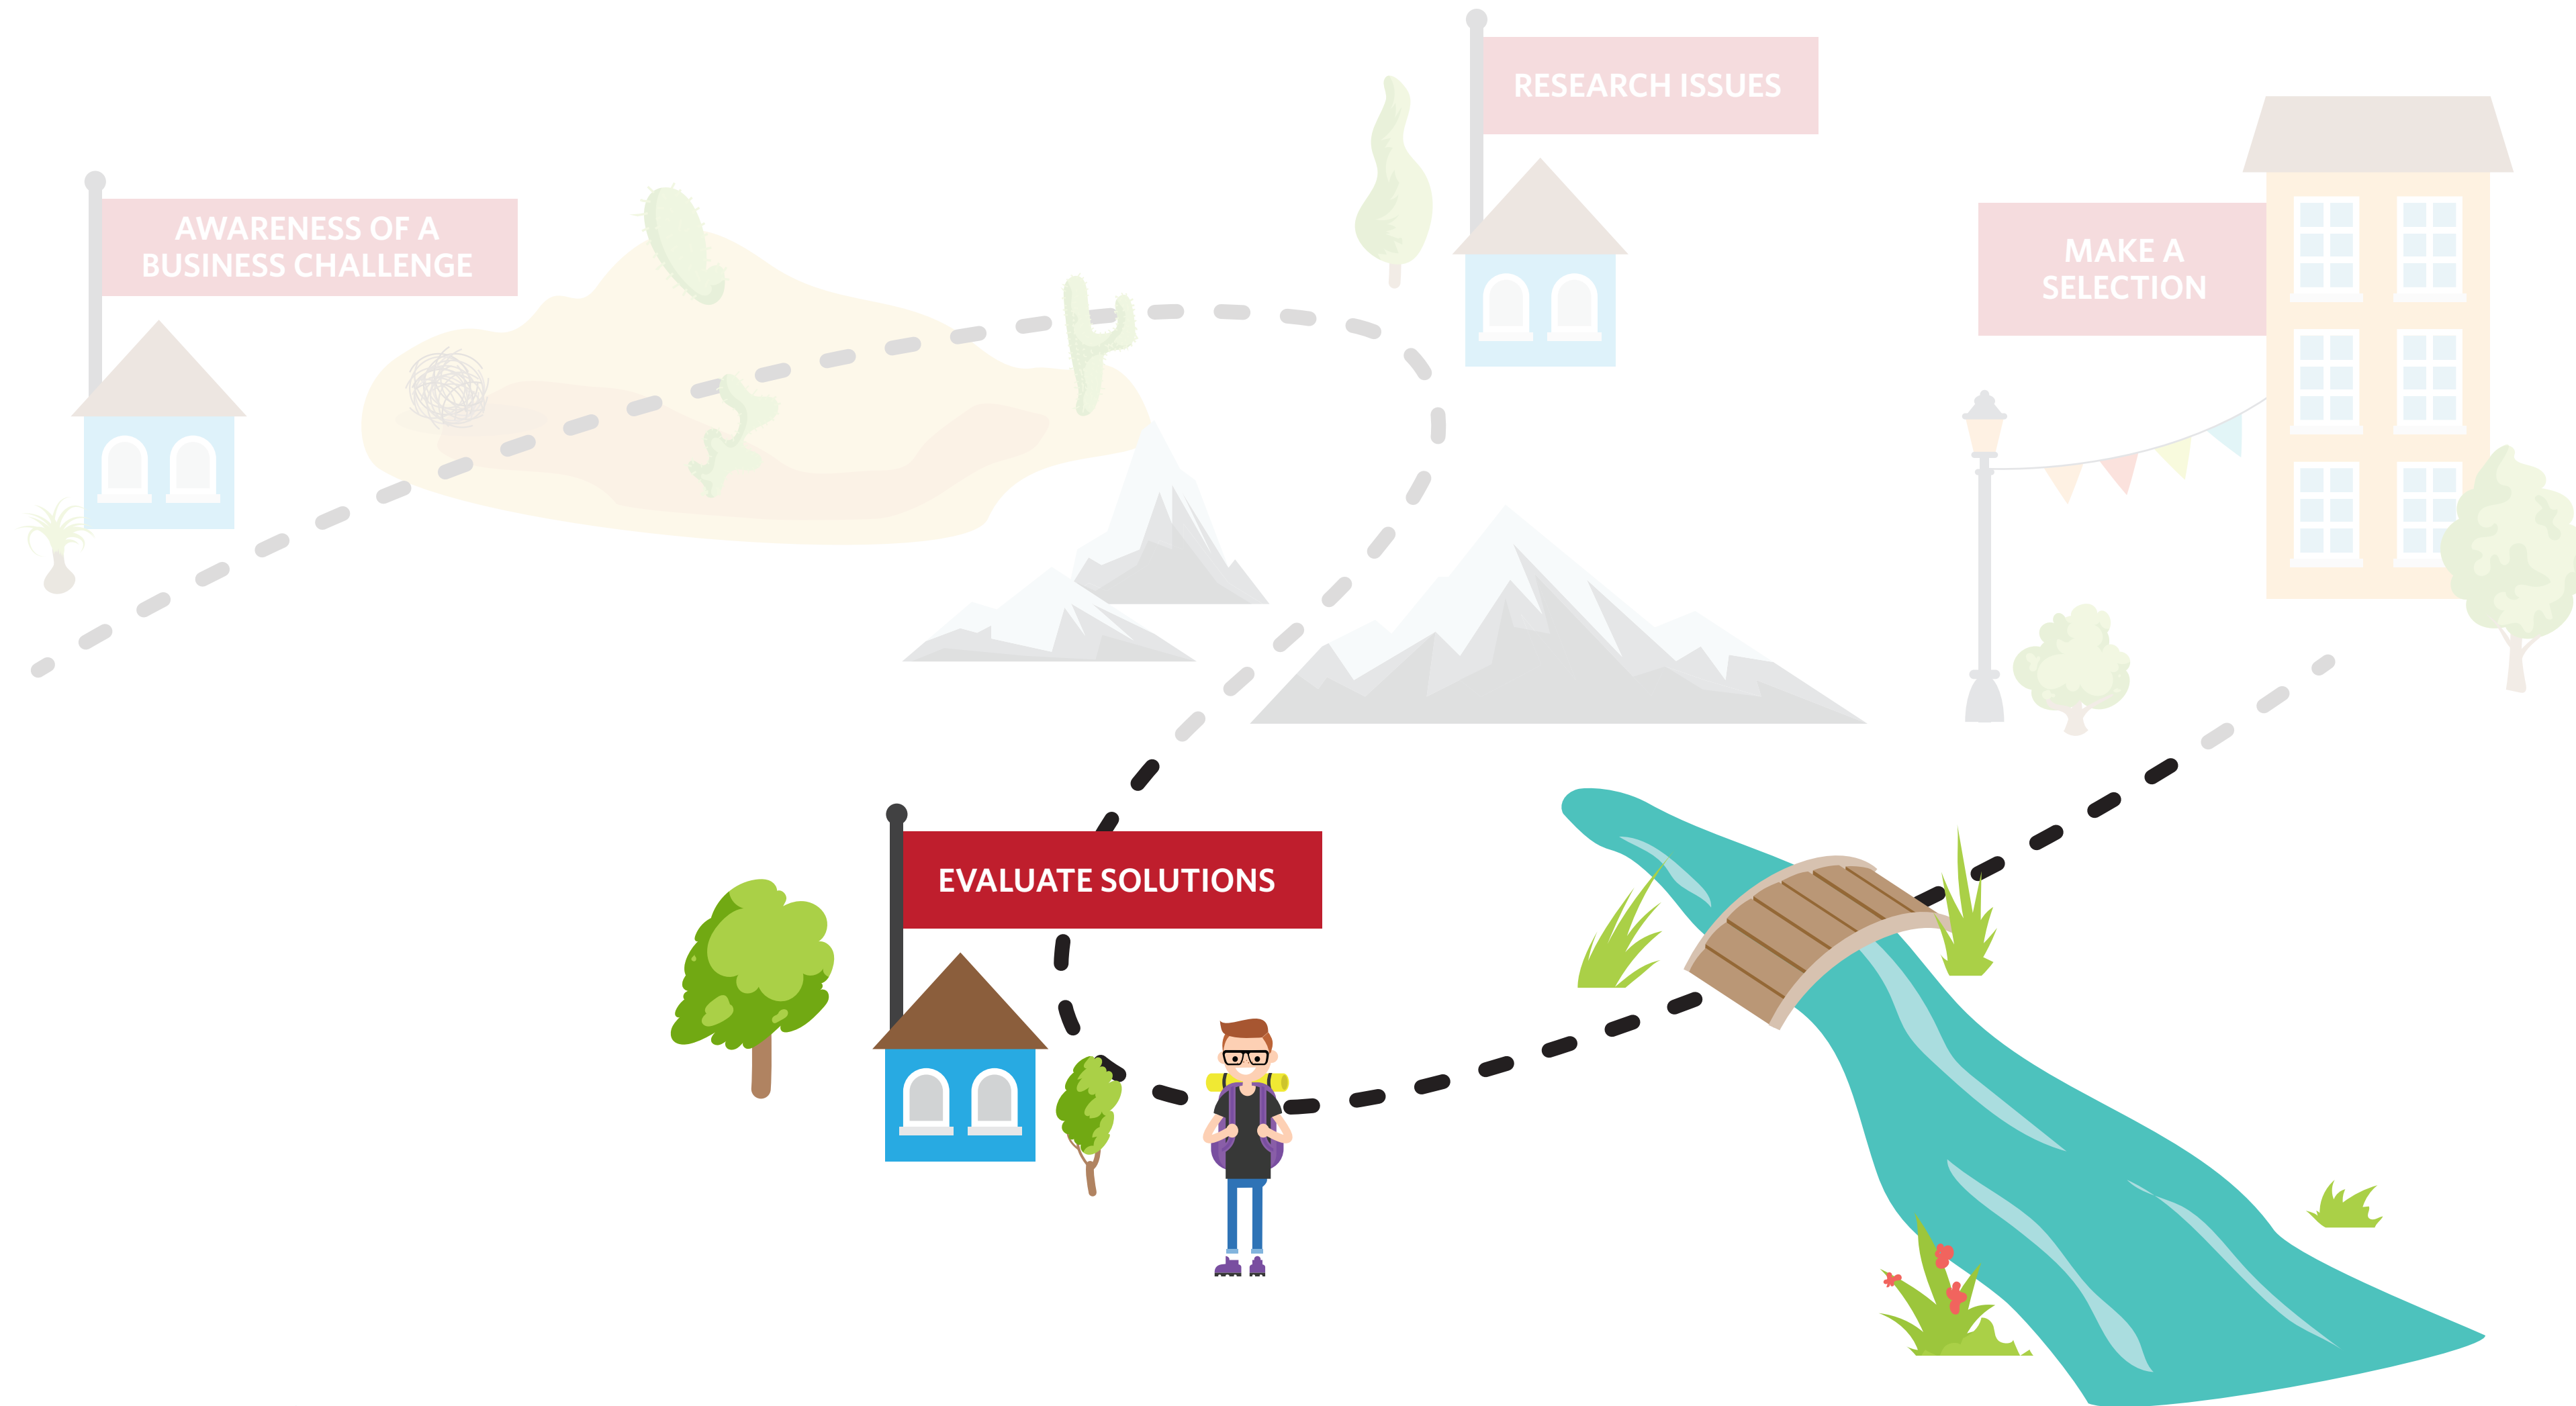 AWARENESS OF A
BUSINESS CHALLENGE
RESEARCH ISSUES
MAKE A
SELECTION
EVALUATE SOLUTIONS